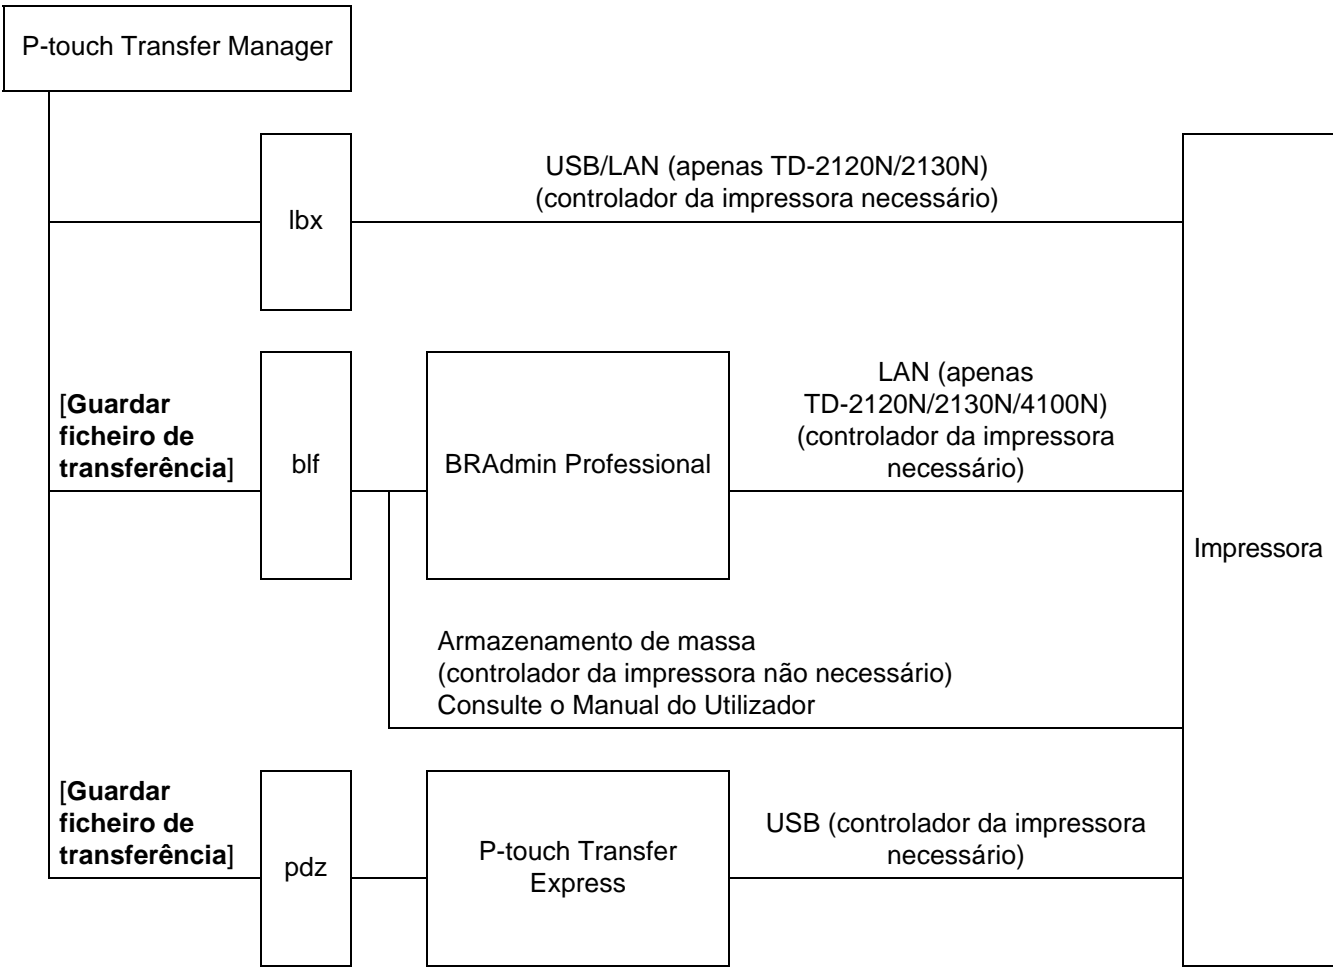 P-touch Transfer Manager
USB/LAN (apenas TD-2120N/2130N)
(controlador da impressora necessário)
lbx
[Guardar
ficheiro de
transferência]
blf
BRAdmin Professional
LAN (apenas
TD-2120N/2130N/4100N)
(controlador da impressora
necessário)
Impressora
Armazenamento de massa
(controlador da impressora não necessário)
Consulte o Manual do Utilizador
[Guardar
ficheiro de
transferência]
pdz
P-touch Transfer
Express
USB (controlador da impressora
necessário)